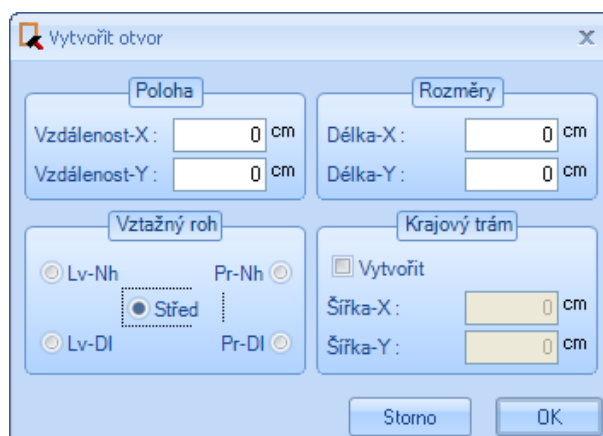 Vytvořit otvor
Poloha
Vzdálenost-X : 0 cm
Vzdálenost-Y : 0 cm
Rozměry
Délka-X : 0 cm
Délka-Y : 0 cm
Vztažný roh
Lv-Nh Pr-Nh
Střed
Lv-Dl Pr-Dl
Krajový trám
Vytvořit
Šířka-X : 0 cm
Šířka-Y : 0 cm
Storno OK